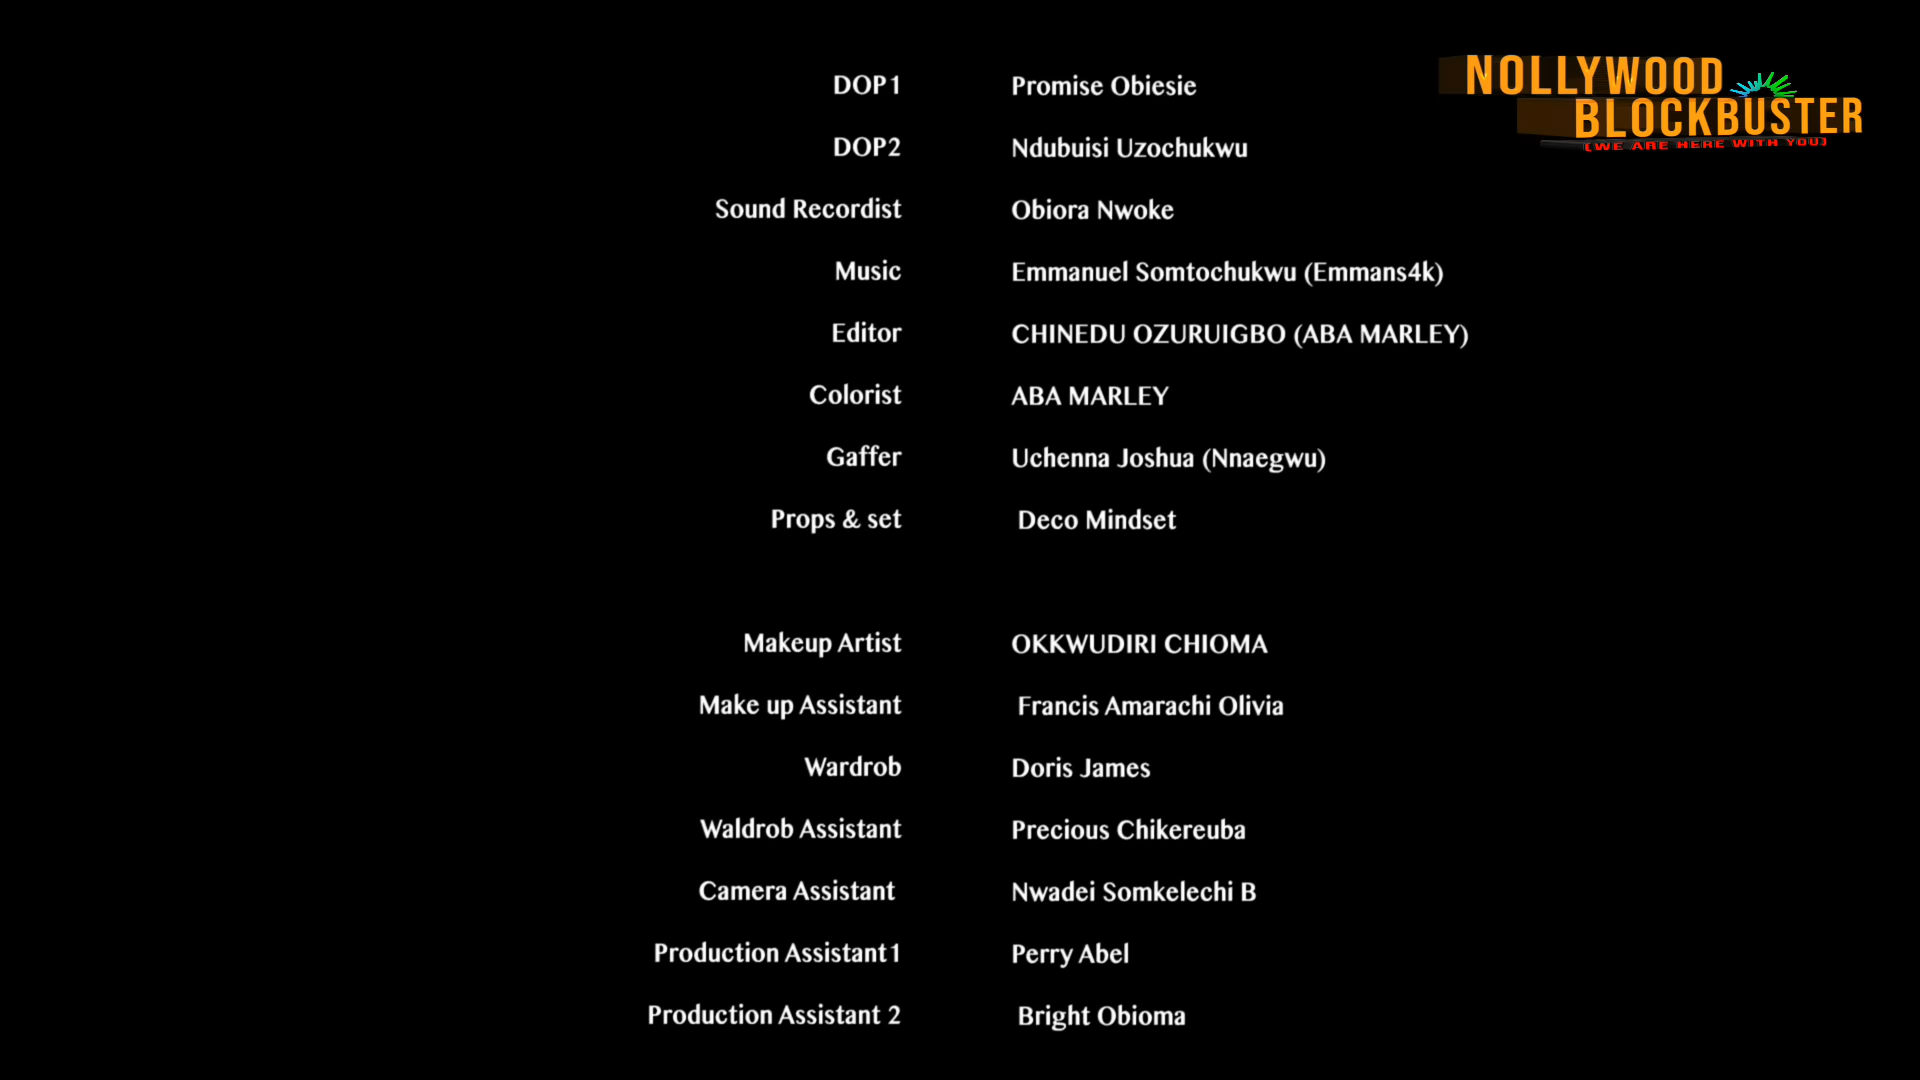 NOLLYWOOD
BLOCKBUSTER
(WE ARE HERE WITH YOU)
DOP1 Promise Obiesie
DOP2 Ndubuisi Uzochukwu
Sound Recordist Obiora Nwoke
Music Emmanuel Somtochukwu (Emmans4k)
Editor CHINEDU OZURUIGBO (ABA MARLEY)
Colorist ABA MARLEY
Gaffer Uchenna Joshua (Nnaegwu)
Props & set Deco Mindset
Makeup Artist OKKWUDIRI CHIOMA
Make up Assistant Francis Amarachi Olivia
Wardrob Doris James
Waldrob Assistant Precious Chikereuba
Camera Assistant Nwadei Somkelechi B
Production Assistant1 Perry Abel
Production Assistant 2 Bright Obioma